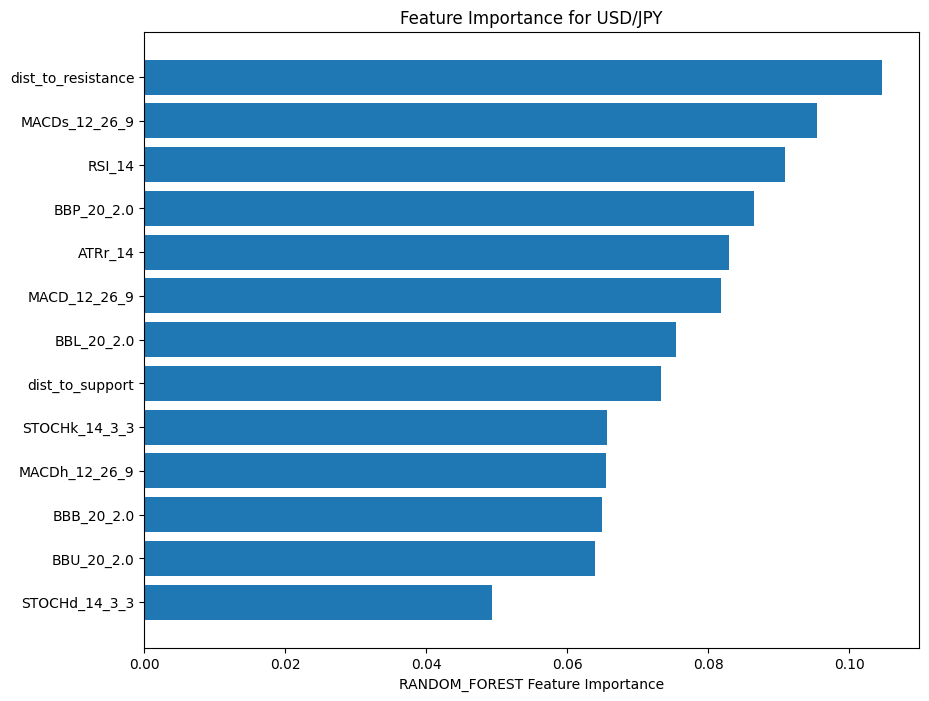 Feature Importance for USD/JPY
dist_to_resistance
MACDs_12_26_9
RSI_14
BBP_20_2.0
ATRr_14
MACD_12_26_9
BBL_20_2.0
dist_to_support
STOCHk_14_3_3
MACDh_12_26_9
BBB_20_2.0
BBU_20_2.0
STOCHd_14_3_3
0.00 0.02 0.04 0.06 0.08 0.10
RANDOM_FOREST Feature Importance